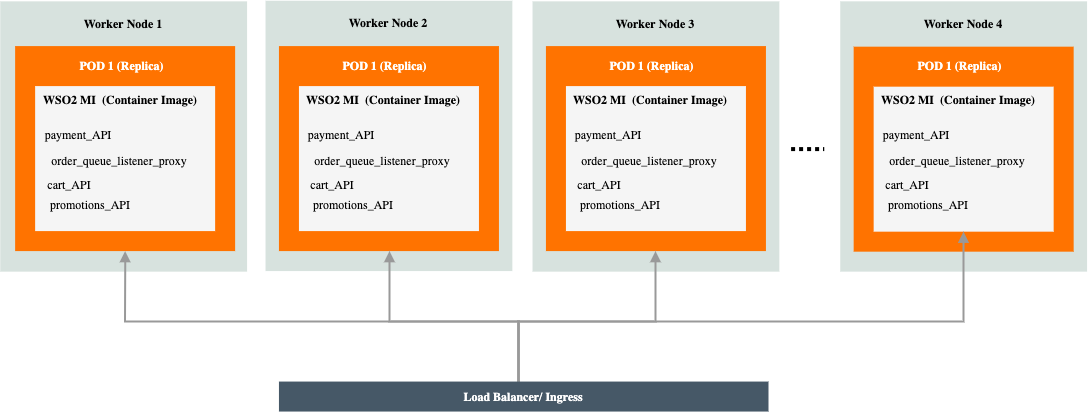 Worker Node 1
POD 1 (Replica)
WSO2 MI (Container Image)
payment_API
order_queue_listener_proxy
cart_API
promotions_API
Worker Node 2
POD 1 (Replica)
WSO2 MI (Container Image)
payment_API
order_queue_listener_proxy
cart_API
promotions_API
Worker Node 3
POD 1 (Replica)
WSO2 MI (Container Image)
payment_API
order_queue_listener_proxy
cart_API
promotions_API
Worker Node 4
POD 1 (Replica)
WSO2 MI (Container Image)
payment_API
order_queue_listener_proxy
cart_API
promotions_API
Load Balancer/ Ingress